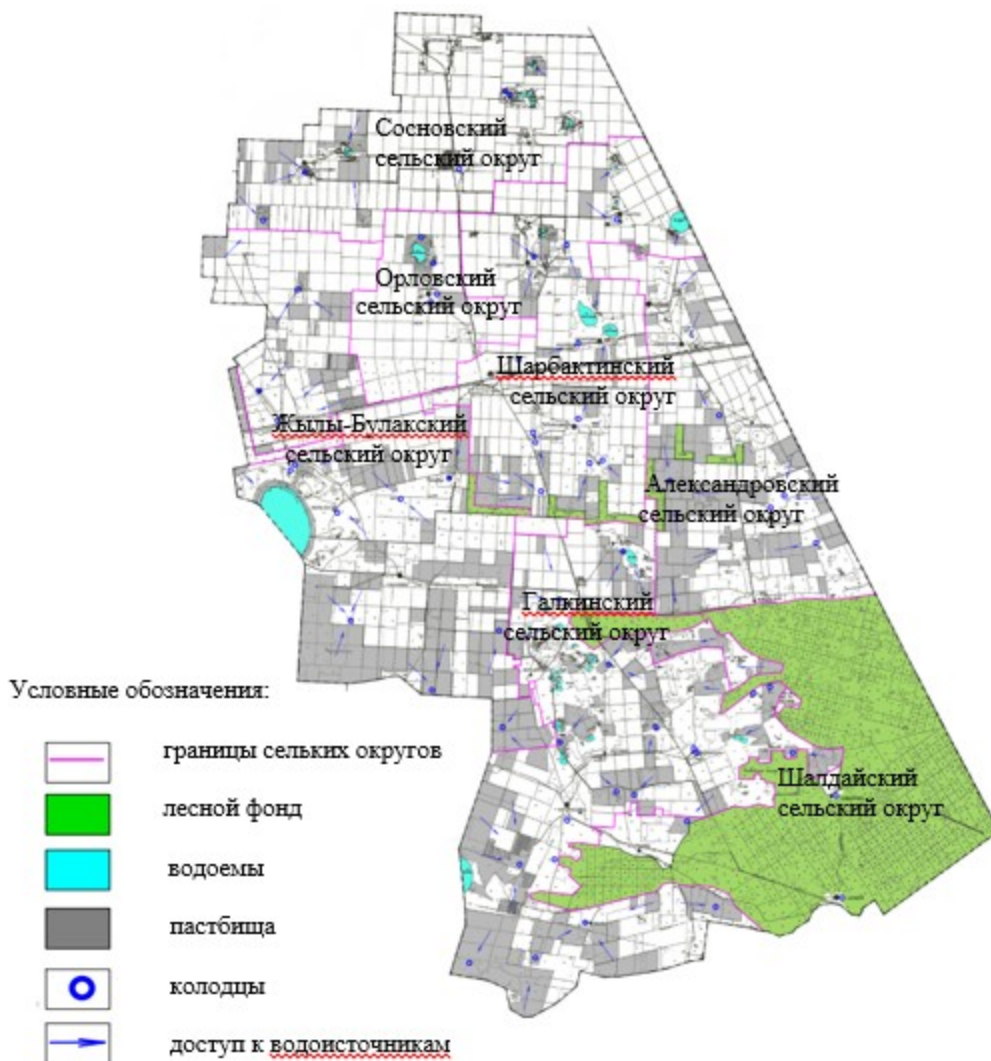 Сосновский
сельский округ
Орловский
сельский округ
Шарбактинский
сельский округ
Жылы-Булакский
сельский округ
Александровский
сельский округ
Галкинский
сельский округ
Шалдайский
сельский округ
Условные обозначения:
границы сельких округов
лесной фонд
водоемы
пастбища
колодцы
доступ к водоисточникам